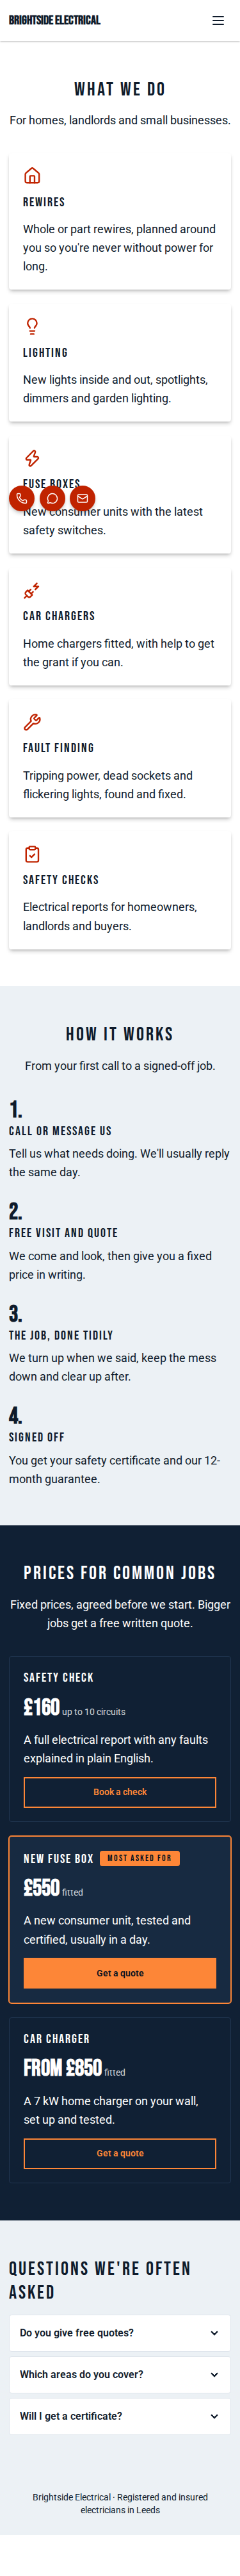 BRIGHTSIDE ELECTRICAL
WHAT WE DO
For homes, landlords and small businesses.
REWIRES
Whole or part rewires, planned around
you so you're never without power for
long.
LIGHTING
New lights inside and out, spotlights,
dimmers and garden lighting.
FUSE BOXES
New consumer units with the latest
safety switches.
CAR CHARGERS
Home chargers fitted, with help to get
the grant if you can.
FAULT FINDING
Tripping power, dead sockets and
flickering lights, found and fixed.
SAFETY CHECKS
Electrical reports for homeowners,
landlords and buyers.
HOW IT WORKS
From your first call to a signed-off job.
1.
CALL OR MESSAGE US
Tell us what needs doing. We'll usually reply
the same day.
2.
FREE VISIT AND QUOTE
We come and look, then give you a fixed
price in writing.
3.
THE JOB, DONE TIDILY
We turn up when we said, keep the mess
down and clear up after.
4.
SIGNED OFF
You get your safety certificate and our 12-
month guarantee.
PRICES FOR COMMON JOBS
Fixed prices, agreed before we start. Bigger
jobs get a free written quote.
SAFETY CHECK
£160 up to 10 circuits
A full electrical report with any faults
explained in plain English.
Book a check
NEW FUSE BOX MOST ASKED FOR
£550 fitted
A new consumer unit, tested and
certified, usually in a day.
Get a quote
CAR CHARGER
FROM £850 fitted
A 7 kW home charger on your wall,
set up and tested.
Get a quote
QUESTIONS WE'RE OFTEN
ASKED
Do you give free quotes?
Which areas do you cover?
Will I get a certificate?
Brightside Electrical · Registered and insured
electricians in Leeds